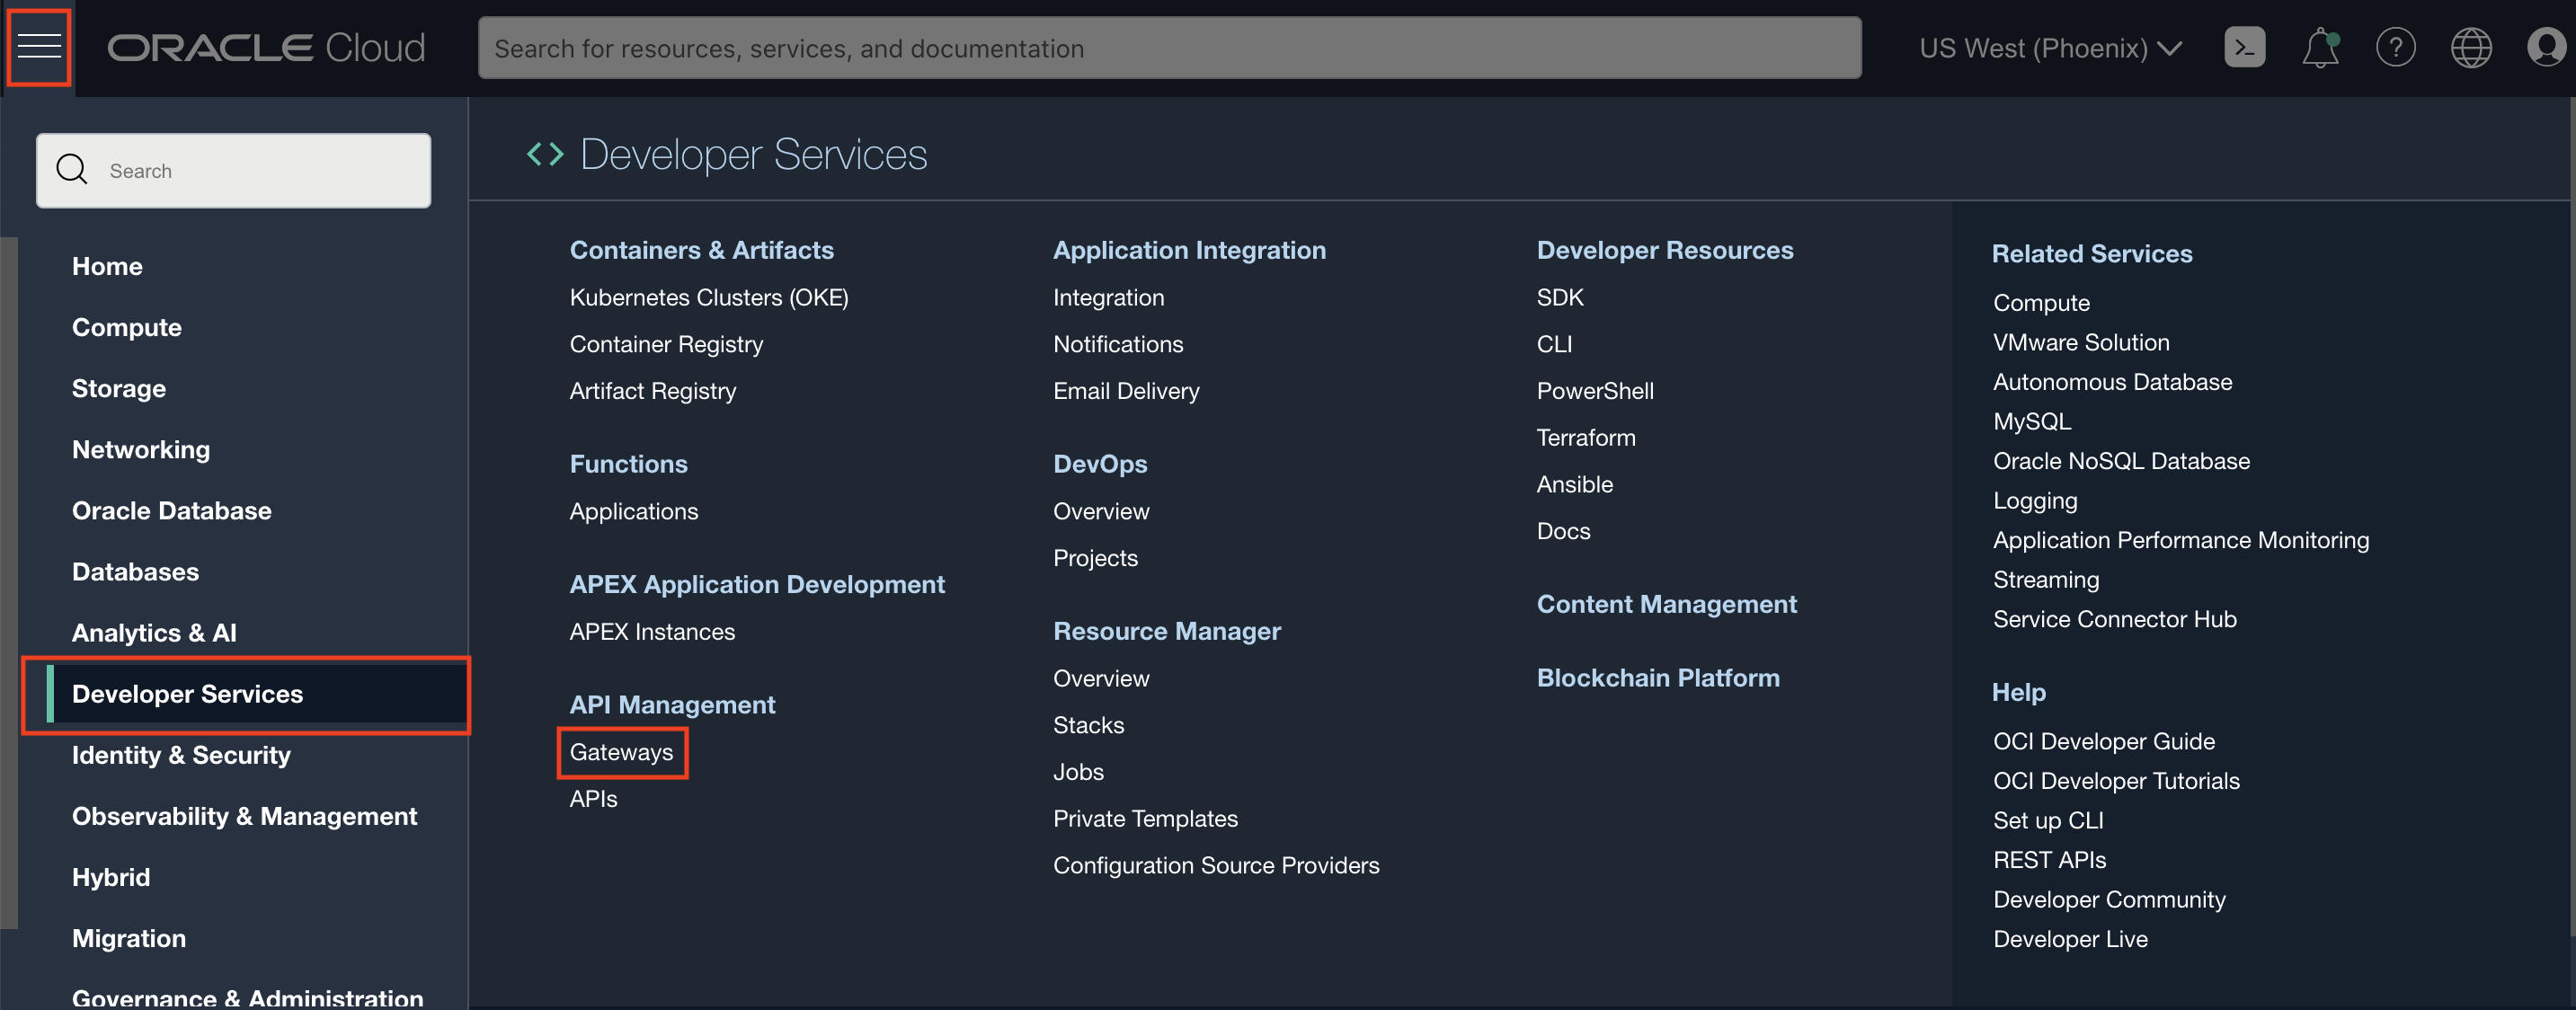 ORACLE Cloud
Search for resources, services, and documentation
US West (Phoenix)
Search
Home
Compute
Storage
Networking
Oracle Database
Databases
Analytics & AI
Developer Services
Identity & Security
Observability & Management
Hybrid
Migration
Governance & Administration
<> Developer Services
Containers & Artifacts
Kubernetes Clusters (OKE)
Container Registry
Artifact Registry
Functions
Applications
APEX Application Development
APEX Instances
API Management
Gateways
APIs
Application Integration
Integration
Notifications
Email Delivery
DevOps
Overview
Projects
Resource Manager
Overview
Stacks
Jobs
Private Templates
Configuration Source Providers
Developer Resources
SDK
CLI
PowerShell
Terraform
Ansible
Docs
Content Management
Blockchain Platform
Related Services
Compute
VMware Solution
Autonomous Database
MySQL
Oracle NoSQL Database
Logging
Application Performance Monitoring
Streaming
Service Connector Hub
Help
OCI Developer Guide
OCI Developer Tutorials
Set up CLI
REST APIs
Developer Community
Developer Live